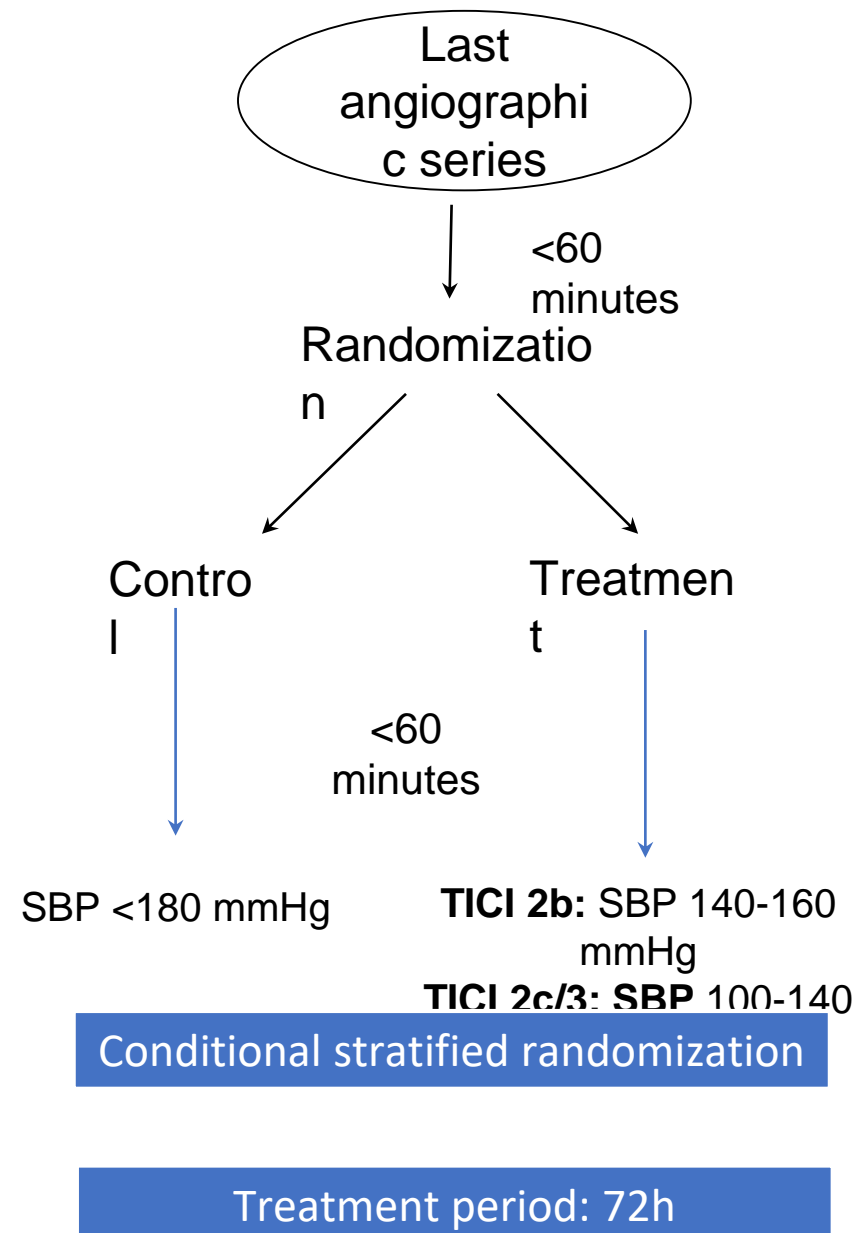 Last
angiographi
c series
<60
minutes
Randomizatio
n
Contro
l
Treatmen
t
<60
minutes
SBP <180 mmHg
TICI 2b: SBP 140-160
mmHg
TICI 2c/3: SBP 100-140
Conditional stratified randomization
Treatment period: 72h